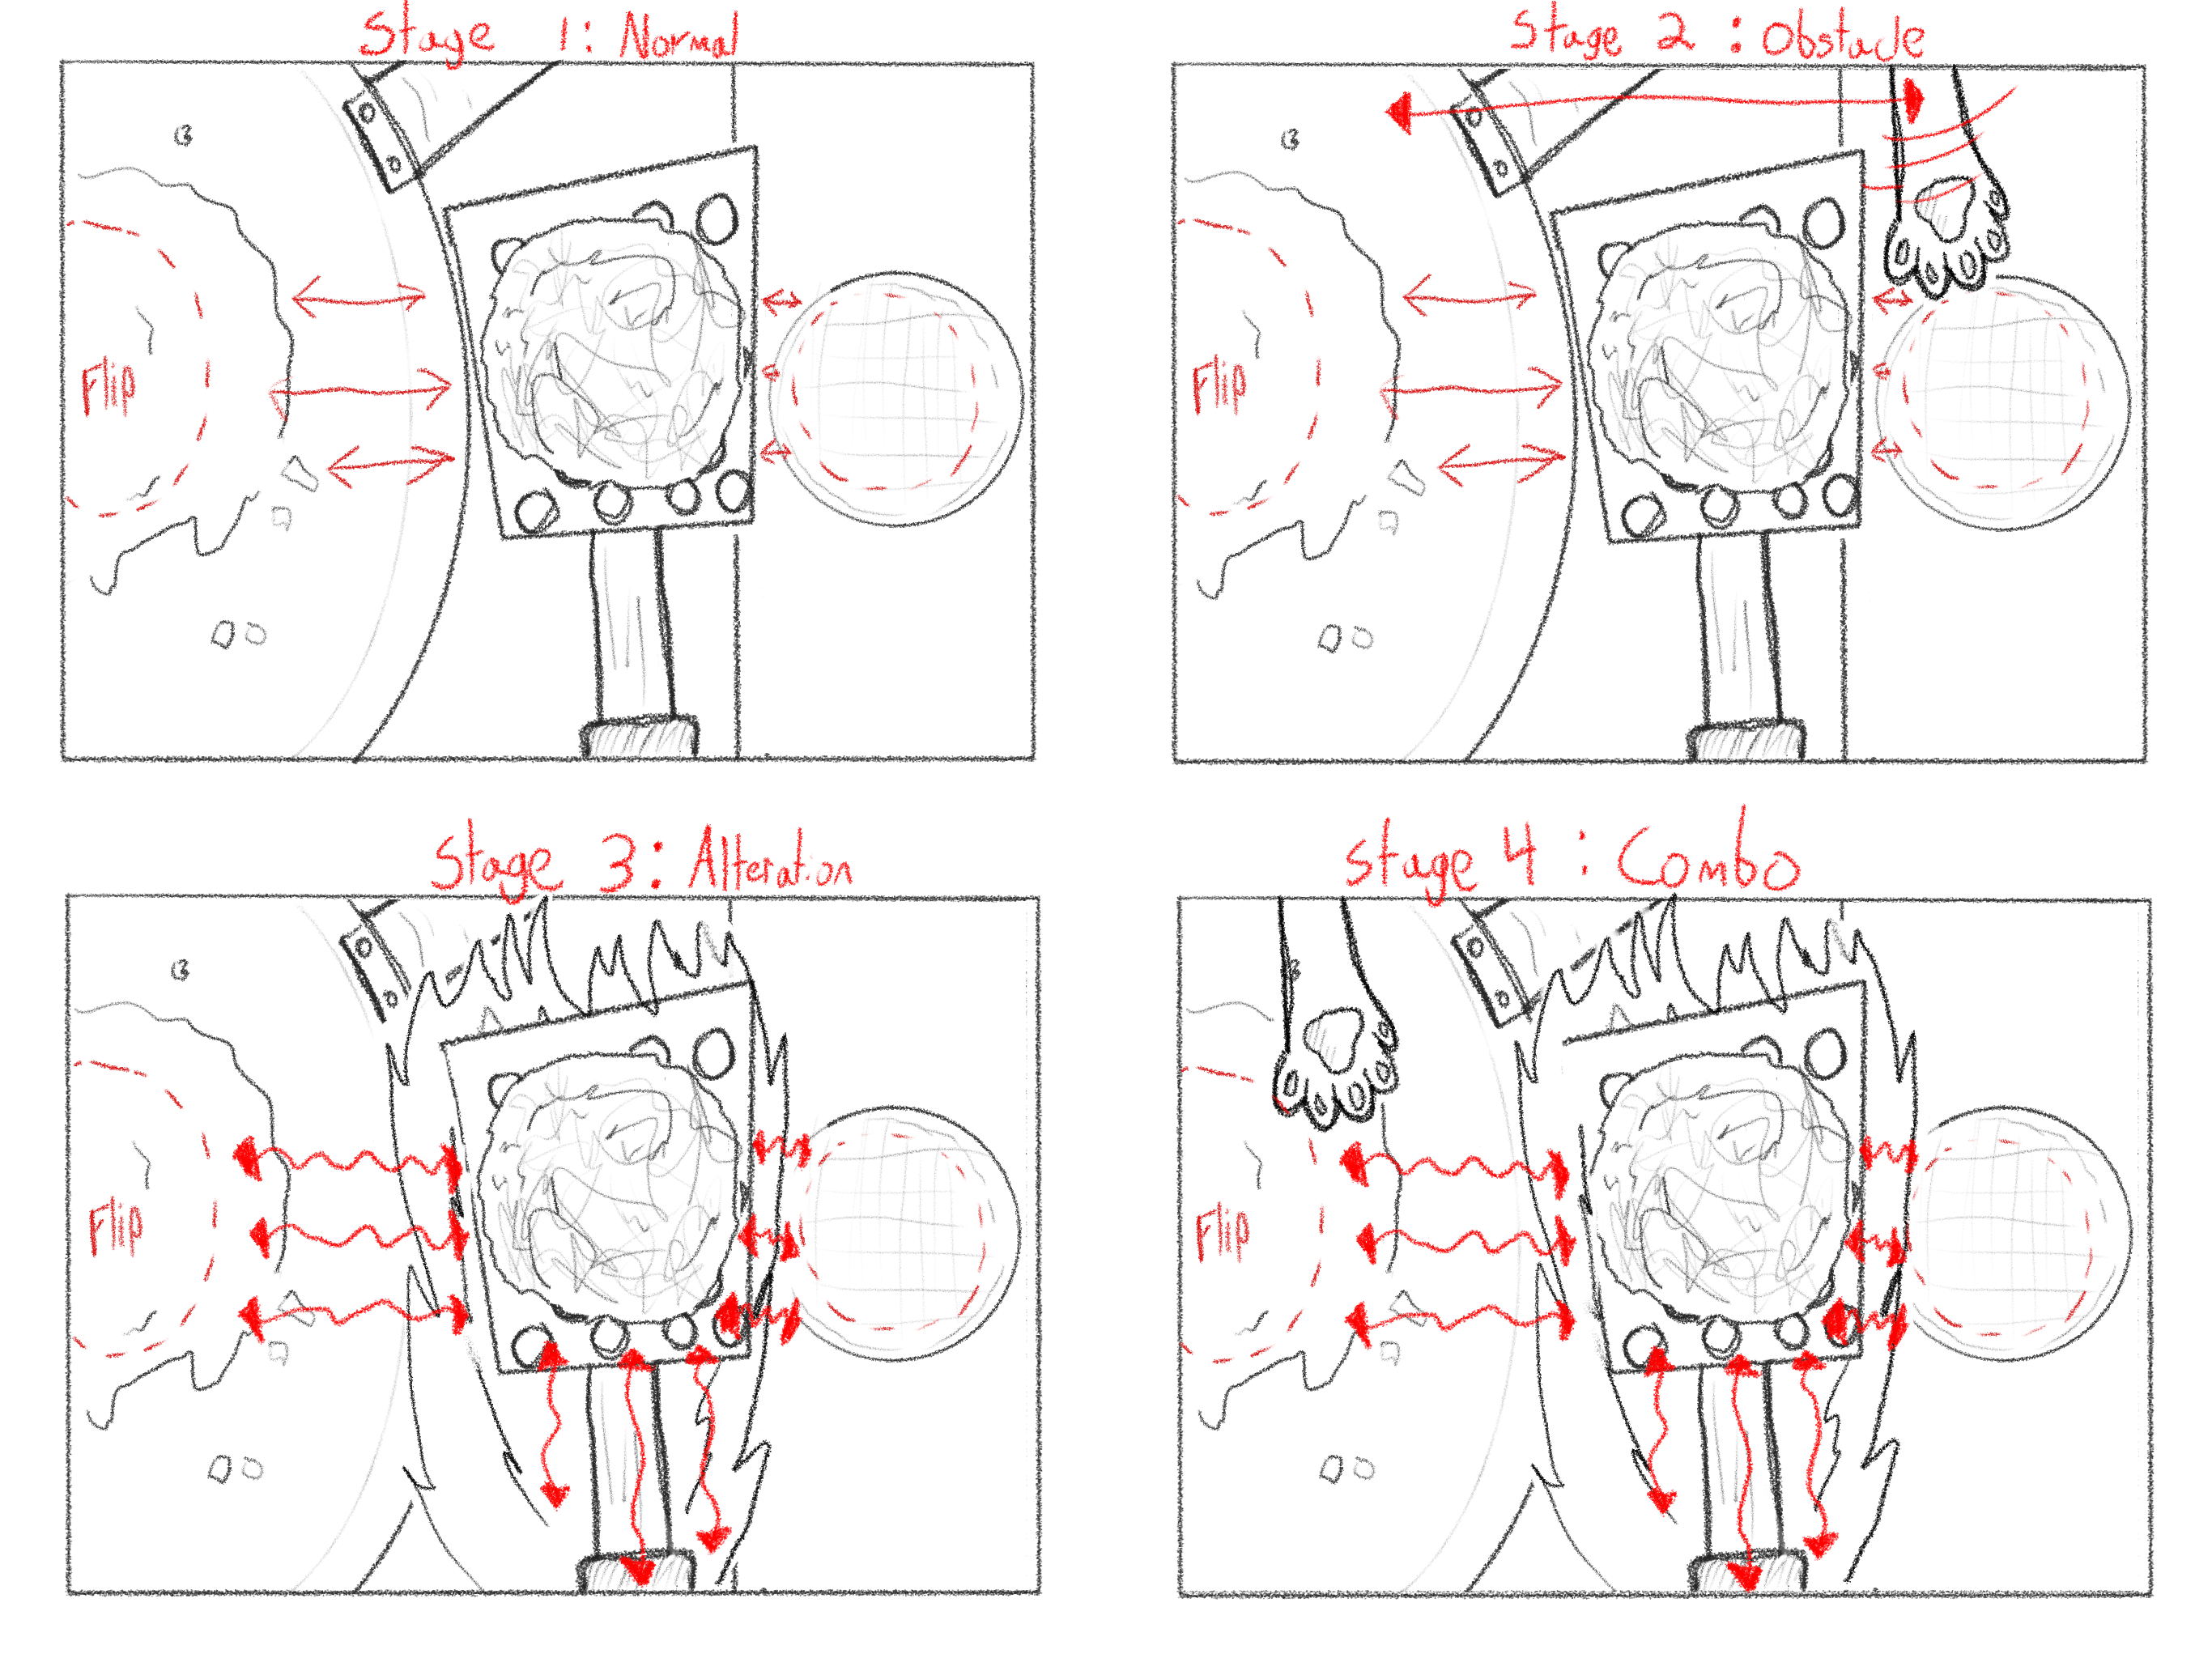 Stage 1: Normal
Stage 2 : Obstacle
Flip
Flip
Stage 3: Alteration
Stage 4 : Combo
Flip
Flip